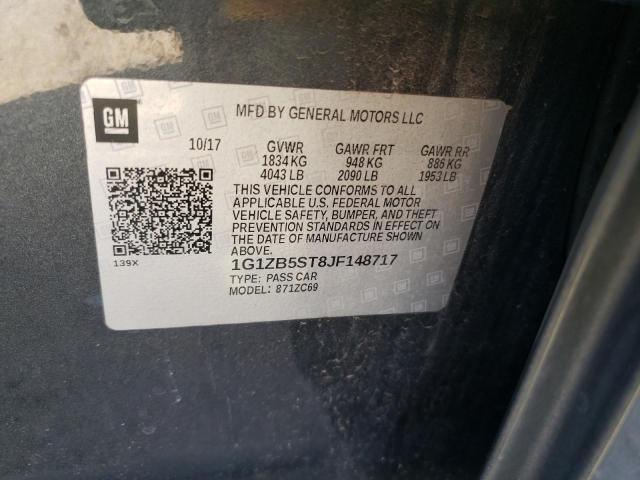 GM
MFD BY GENERAL MOTORS LLC
10/17 GVWR GAWR FRT GAWR RR
1834 KG 948 KG 886 KG
4043 LB 2090 LB 1953 LB
THIS VEHICLE CONFORMS TO ALL
APPLICABLE U.S. FEDERAL MOTOR
VEHICLE SAFETY, BUMPER, AND THEFT
PREVENTION STANDARDS IN EFFECT ON
THE DATE OF MANUFACTURE SHOWN
ABOVE.
139X
1G1ZB5ST8JF148717
TYPE: PASS CAR
MODEL: 871ZC69